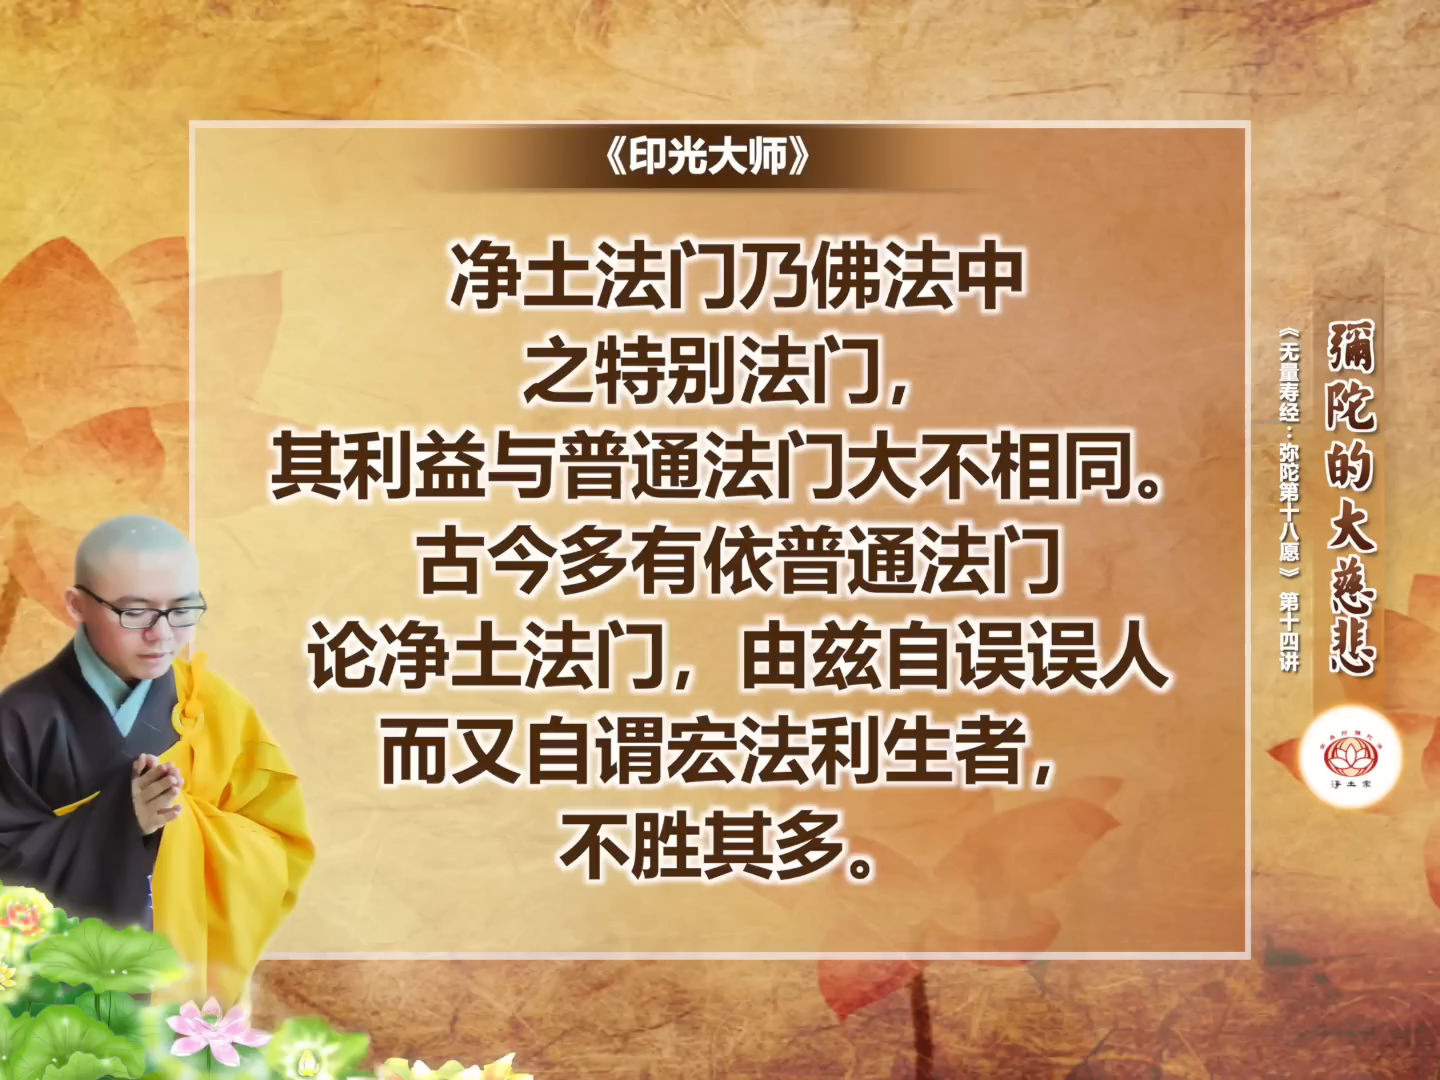 《印光大师》
净土法门乃佛法中
之特别法门，
其利益与普通法门大不相同。
古今多有依普通法门
论净土法门，由兹自误误人
而又自谓宏法利生者，
不胜其多。
彌陀的大慈悲
《无量寿经：弥陀第十八愿》 第十四讲
净土宗